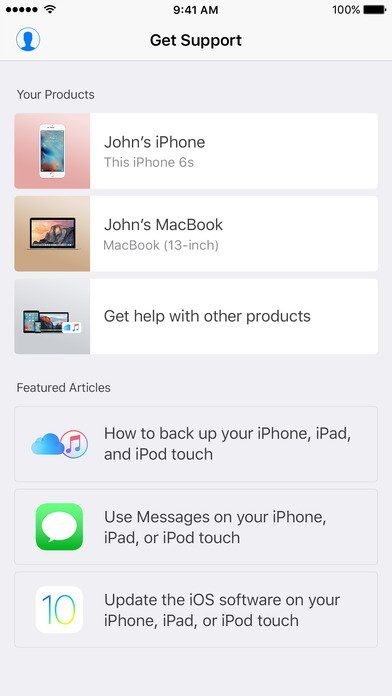 9:41 AM 100%
Get Support
Your Products
John's iPhone
This iPhone 6s
John's MacBook
MacBook (13-inch)
Get help with other products
Featured Articles
How to back up your iPhone, iPad,
and iPod touch
Use Messages on your iPhone,
iPad, or iPod touch
10
Update the iOS software on your
iPhone, iPad, or iPod touch